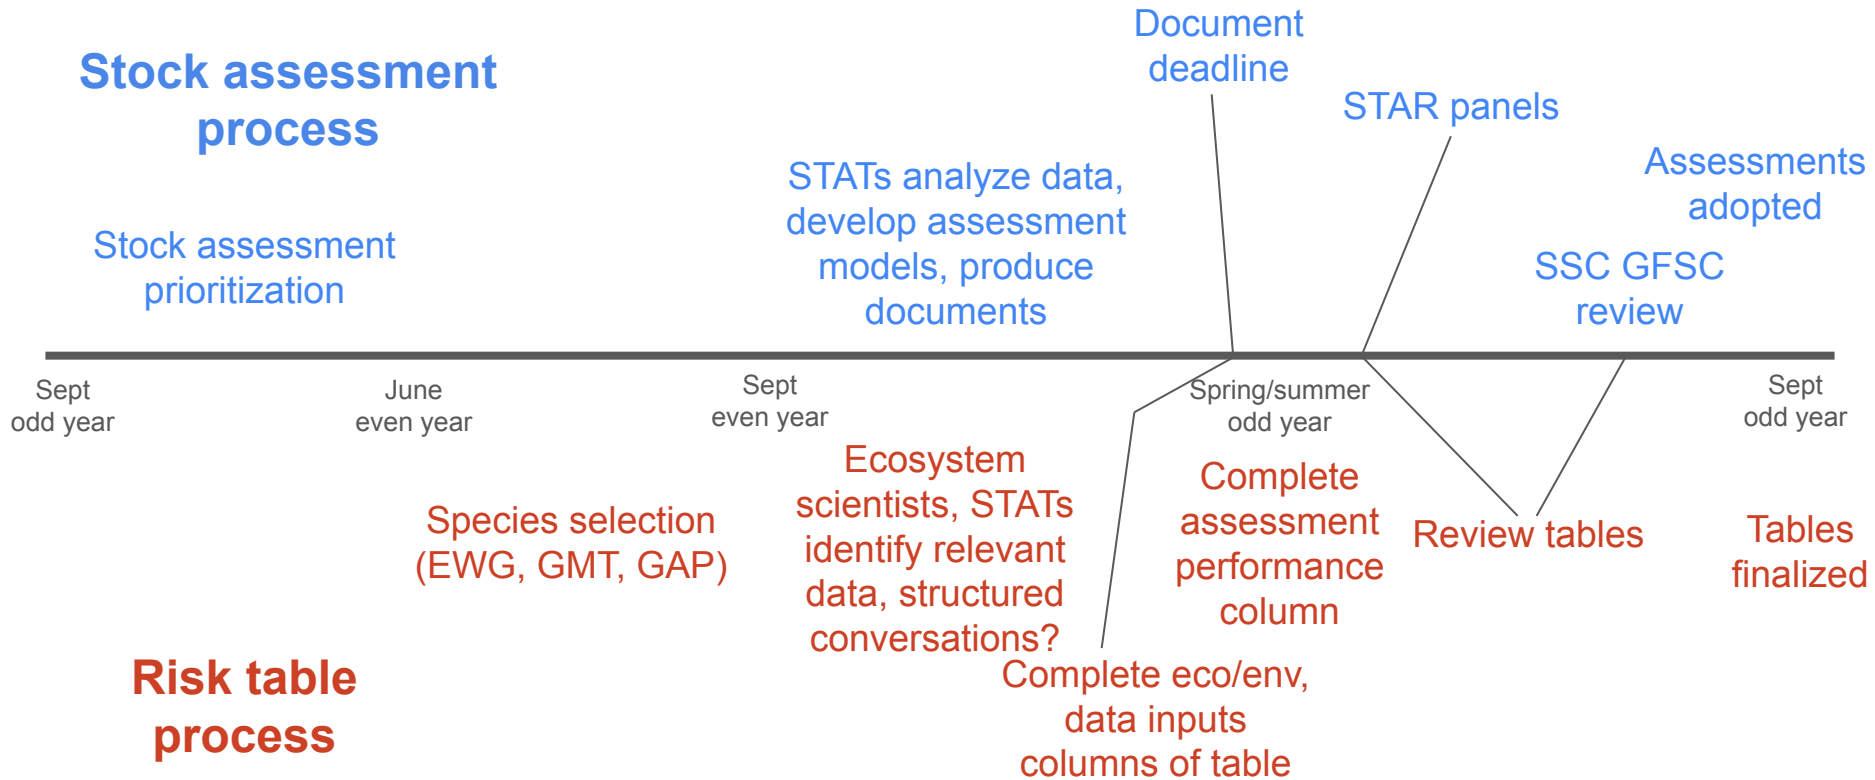 Stock assessment
process
Stock assessment
prioritization
STATs analyze data,
develop assessment
models, produce
documents
Document
deadline
STAR panels
Assessments
adopted
SSC GFSC
review
Sept
odd year
June
even year
Sept
even year
Spring/summer
odd year
Sept
odd year
Species selection
(EWG, GMT, GAP)
Ecosystem
scientists, STATs
identify relevant
data, structured
conversations?
Complete eco/env,
data inputs
columns of table
Complete
assessment
performance
column
Review tables
Tables
finalized
Risk table
process